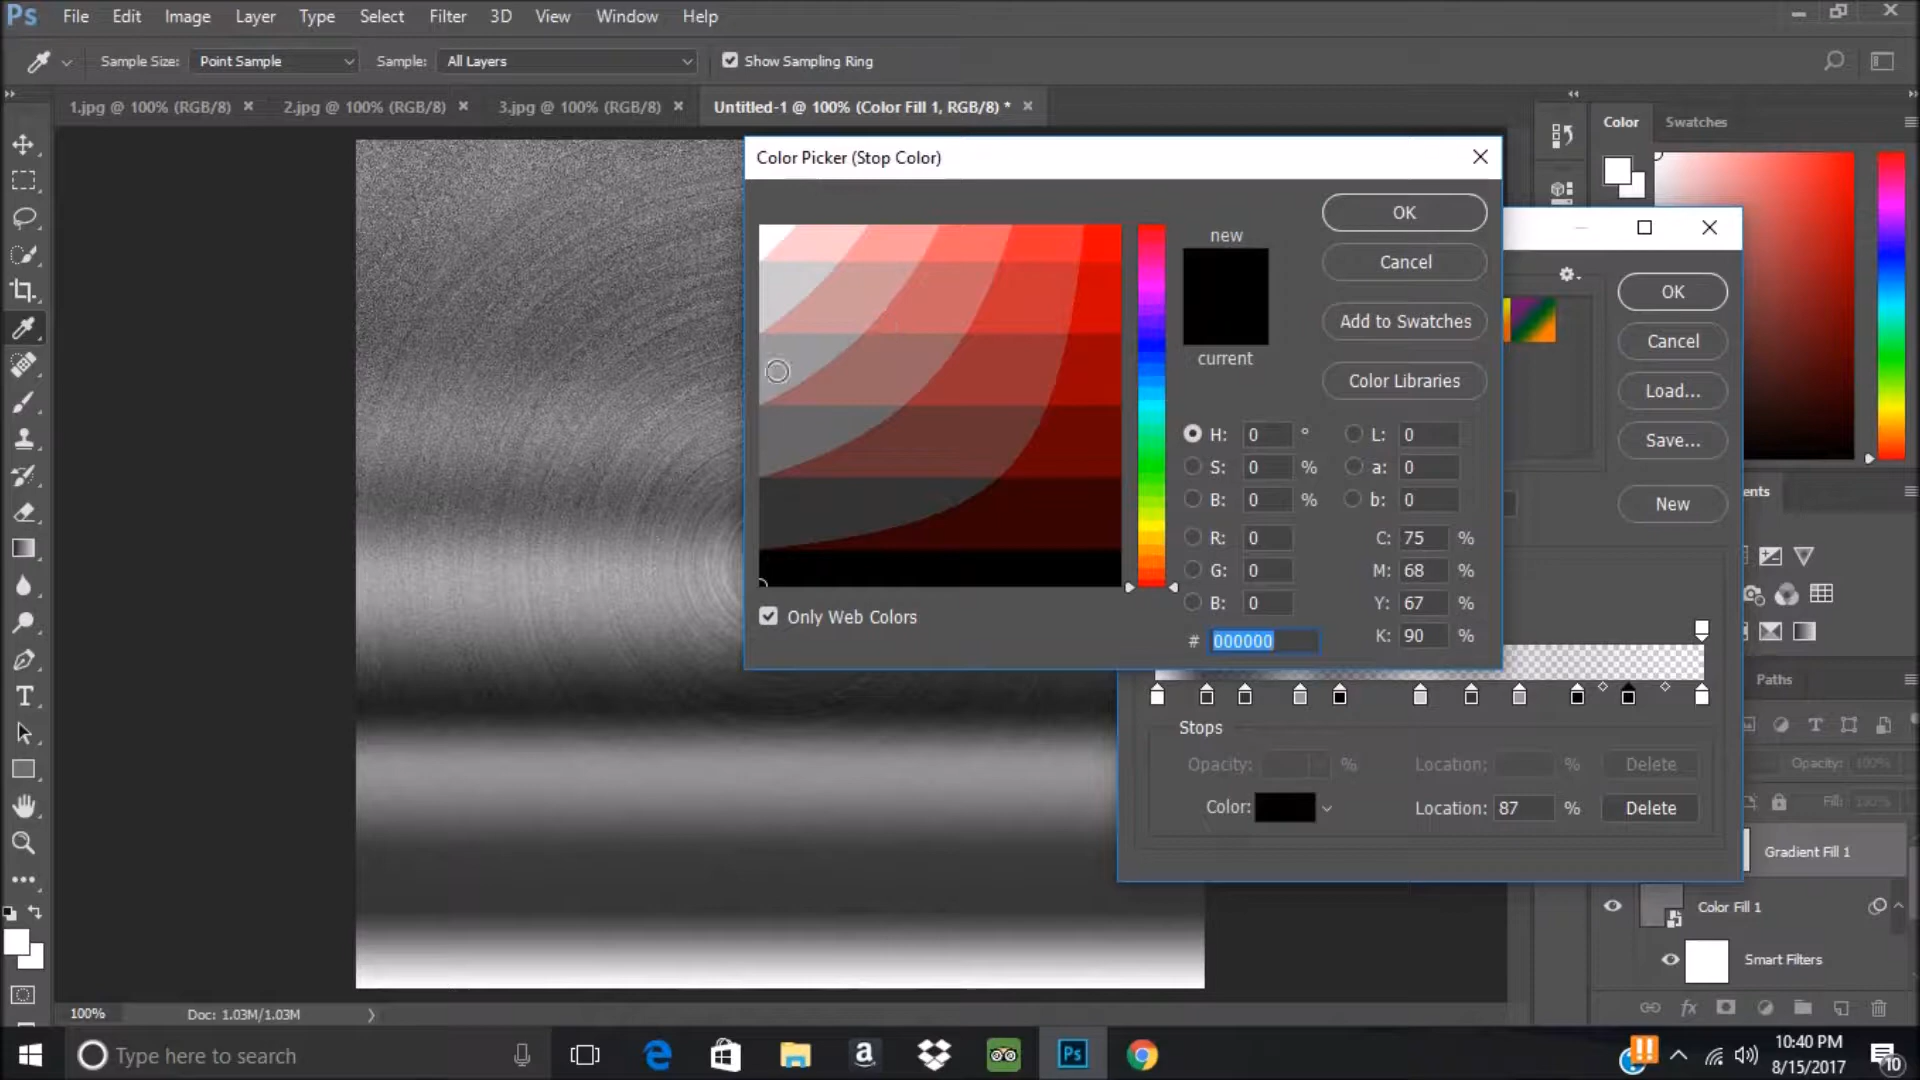 Ps File Edit Image Layer Type Select Filter 3D View Window Help
Sample Size: Point Sample Sample: All Layers Show Sampling Ring
1.jpg @ 100% (RGB/8) × 2.jpg @ 100% (RGB/8) × 3.jpg @ 100% (RGB/8) × Untitled-1 @ 100% (Color Fill 1, RGB/8) * ×
Color Swatches
Color Picker (Stop Color)
OK
new
Cancel
Add to Swatches
current
Color Libraries
H: 0 ° L: 0
S: 0 % a: 0
B: 0 % b: 0
R: 0 C: 75 %
G: 0 M: 68 %
B: 0 Y: 67 %
Only Web Colors
# 000000 K: 90 %
OK
Cancel
Load...
Save...
New
ents
Paths
Stops
Opacity: % Location: % Delete
Color: Location: 87 % Delete
Opacity: 100%
Fill: 100%
Gradient Fill 1
Color Fill 1
Smart Filters
fx
100% Doc: 1.03M/1.03M
Type here to search
Ps
10:40 PM
8/15/2017
10